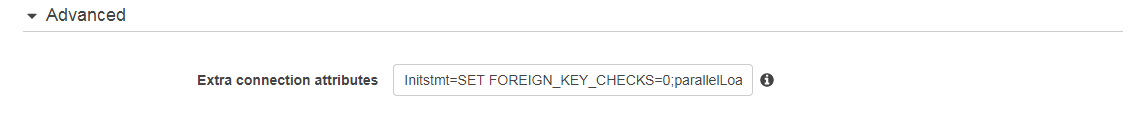 Advanced
Extra connection attributes Initstmt=SET FOREIGN_KEY_CHECKS=0;parallelLoa